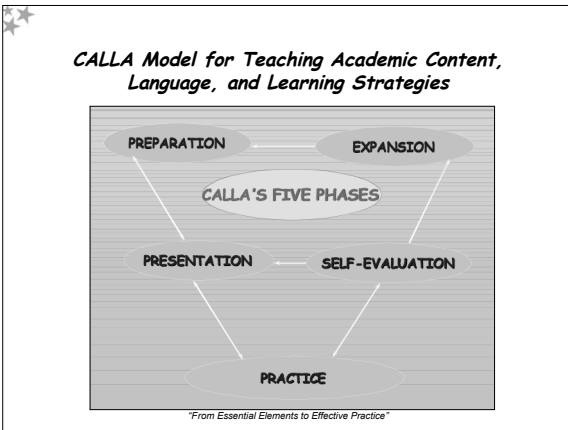 CALLA Model for Teaching Academic Content,
Language, and Learning Strategies
PREPARATION
EXPANSION
CALLA'S FIVE PHASES
PRESENTATION
SELF-EVALUATION
PRACTICE
"From Essential Elements to Effective Practice"